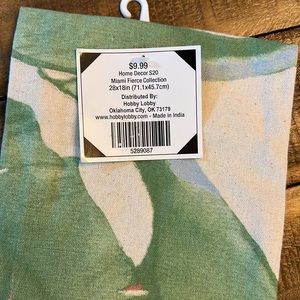 $9.99
Home Decor S20
Miami Fierce Collection
28x18in (71.1x45.7cm)
Distributed By:
Hobby Lobby
Oklahoma City, OK 73179
www.hobbylobby.com - Made in India
5289087